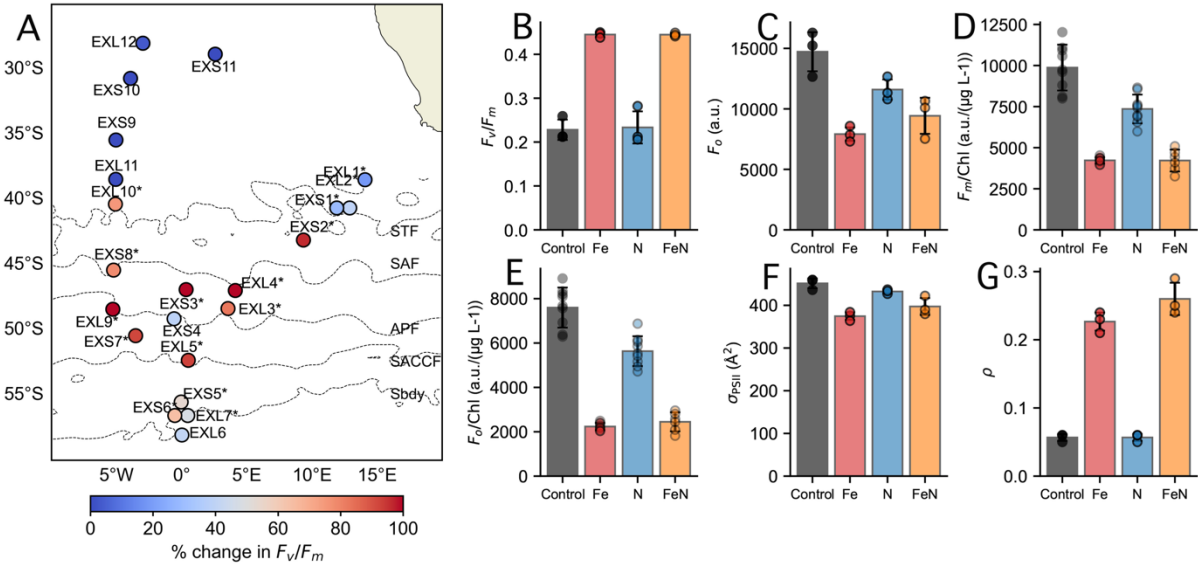 A
EXL12
EXS11
EXS10
EXS9
EXL11
EXL10*
EXL1*
EXL2*
EXS1*
EXS2*
STF
EXS8*
SAF
EXS3*
EXL4*
EXL3*
EXL9*
EXS4
EXS7*
EXL5*
APF
SACCF
EXS5*
Sbdy
EXS6*
EXL7*
EXL6
30°S
35°S
40°S
45°S
50°S
55°S
5°W 0° 5°E 10°E 15°E
0 20 40 60 80 100
% change in Fv/Fm
B
Fv/Fm
0.4
0.3
0.2
0.1
0.0
Control Fe N FeN
C
Fo (a.u.)
15000
10000
5000
0
Control Fe N FeN
D
Fm/Chl (a.u./(μg L-1))
12500
10000
7500
5000
2500
0
Control Fe N FeN
E
Fo/Chl (a.u./(μg L-1))
8000
6000
4000
2000
0
Control Fe N FeN
F
σPSII (Å2)
400
300
200
100
0
Control Fe N FeN
G
ρ
0.3
0.2
0.1
0.0
Control Fe N FeN